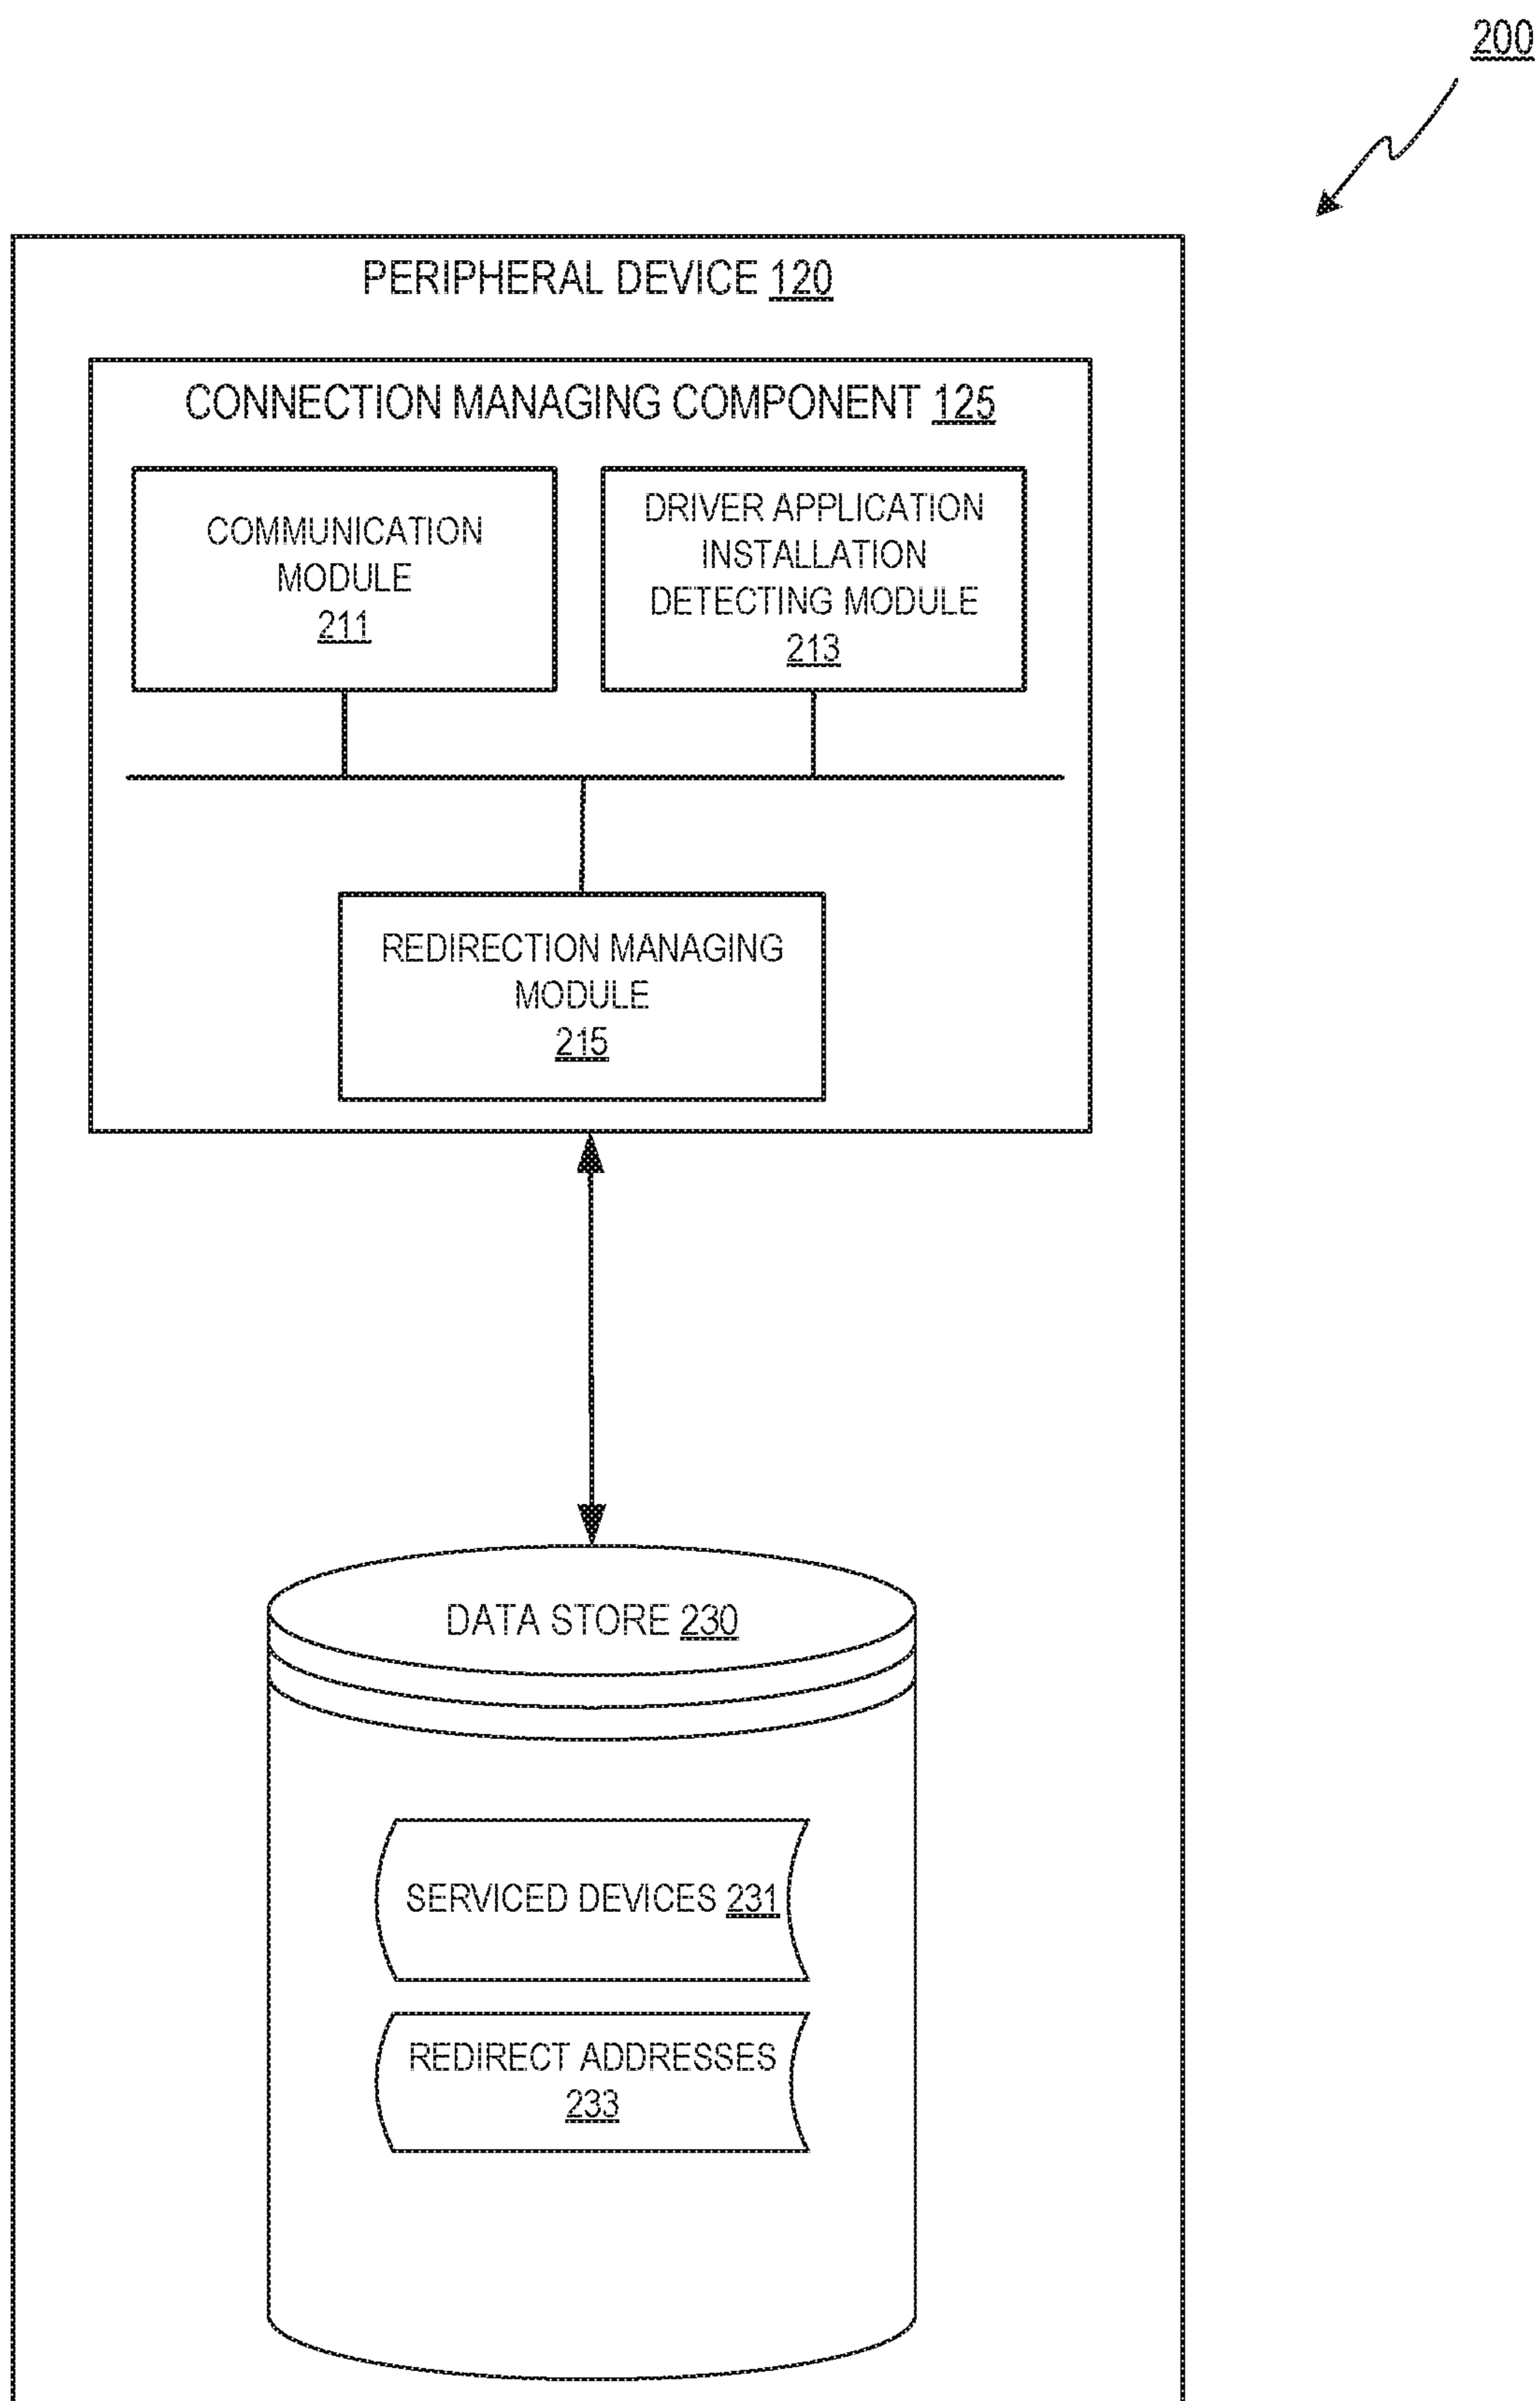 200
PERIPHERAL DEVICE 120
CONNECTION MANAGING COMPONENT 125
COMMUNICATION
MODULE
211
DRIVER APPLICATION
INSTALLATION
DETECTING MODULE
213
REDIRECTION MANAGING
MODULE
215
DATA STORE 230
SERVICED DEVICES 231
REDIRECT ADDRESSES
233